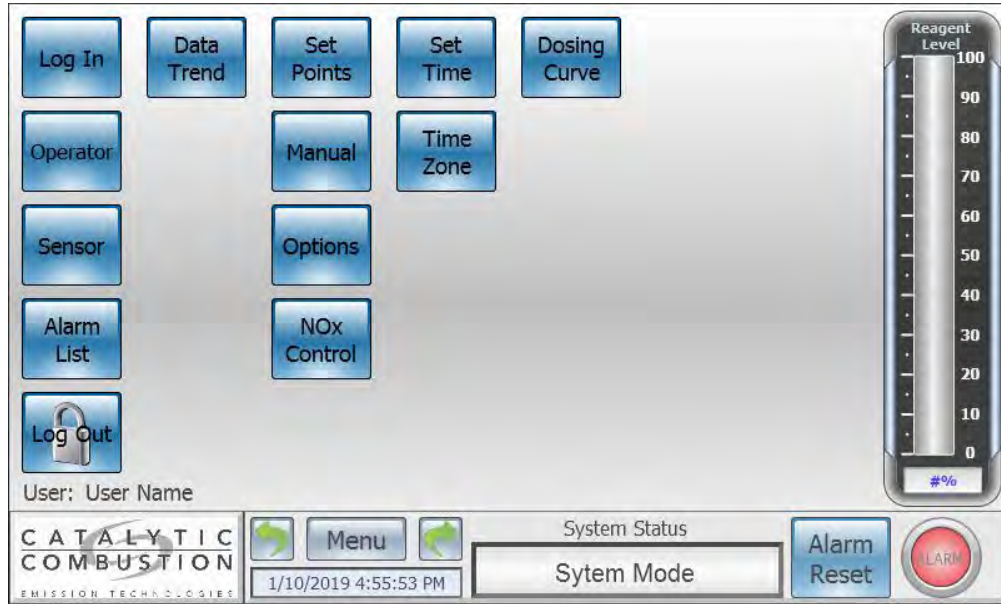 Log In
Data
Trend
Set
Points
Set
Time
Dosing
Curve
Operator
Manual
Time
Zone
Sensor
Options
Alarm
List
NOx
Control
Log Out
User: User Name
Reagent
Level
100
90
80
70
60
50
40
30
20
10
0
#%
CATALYTIC
COMBUSTION
EMISSION TECHNOLOGIES
Menu
1/10/2019 4:55:53 PM
System Status
Sytem Mode
Alarm
Reset
ALARM